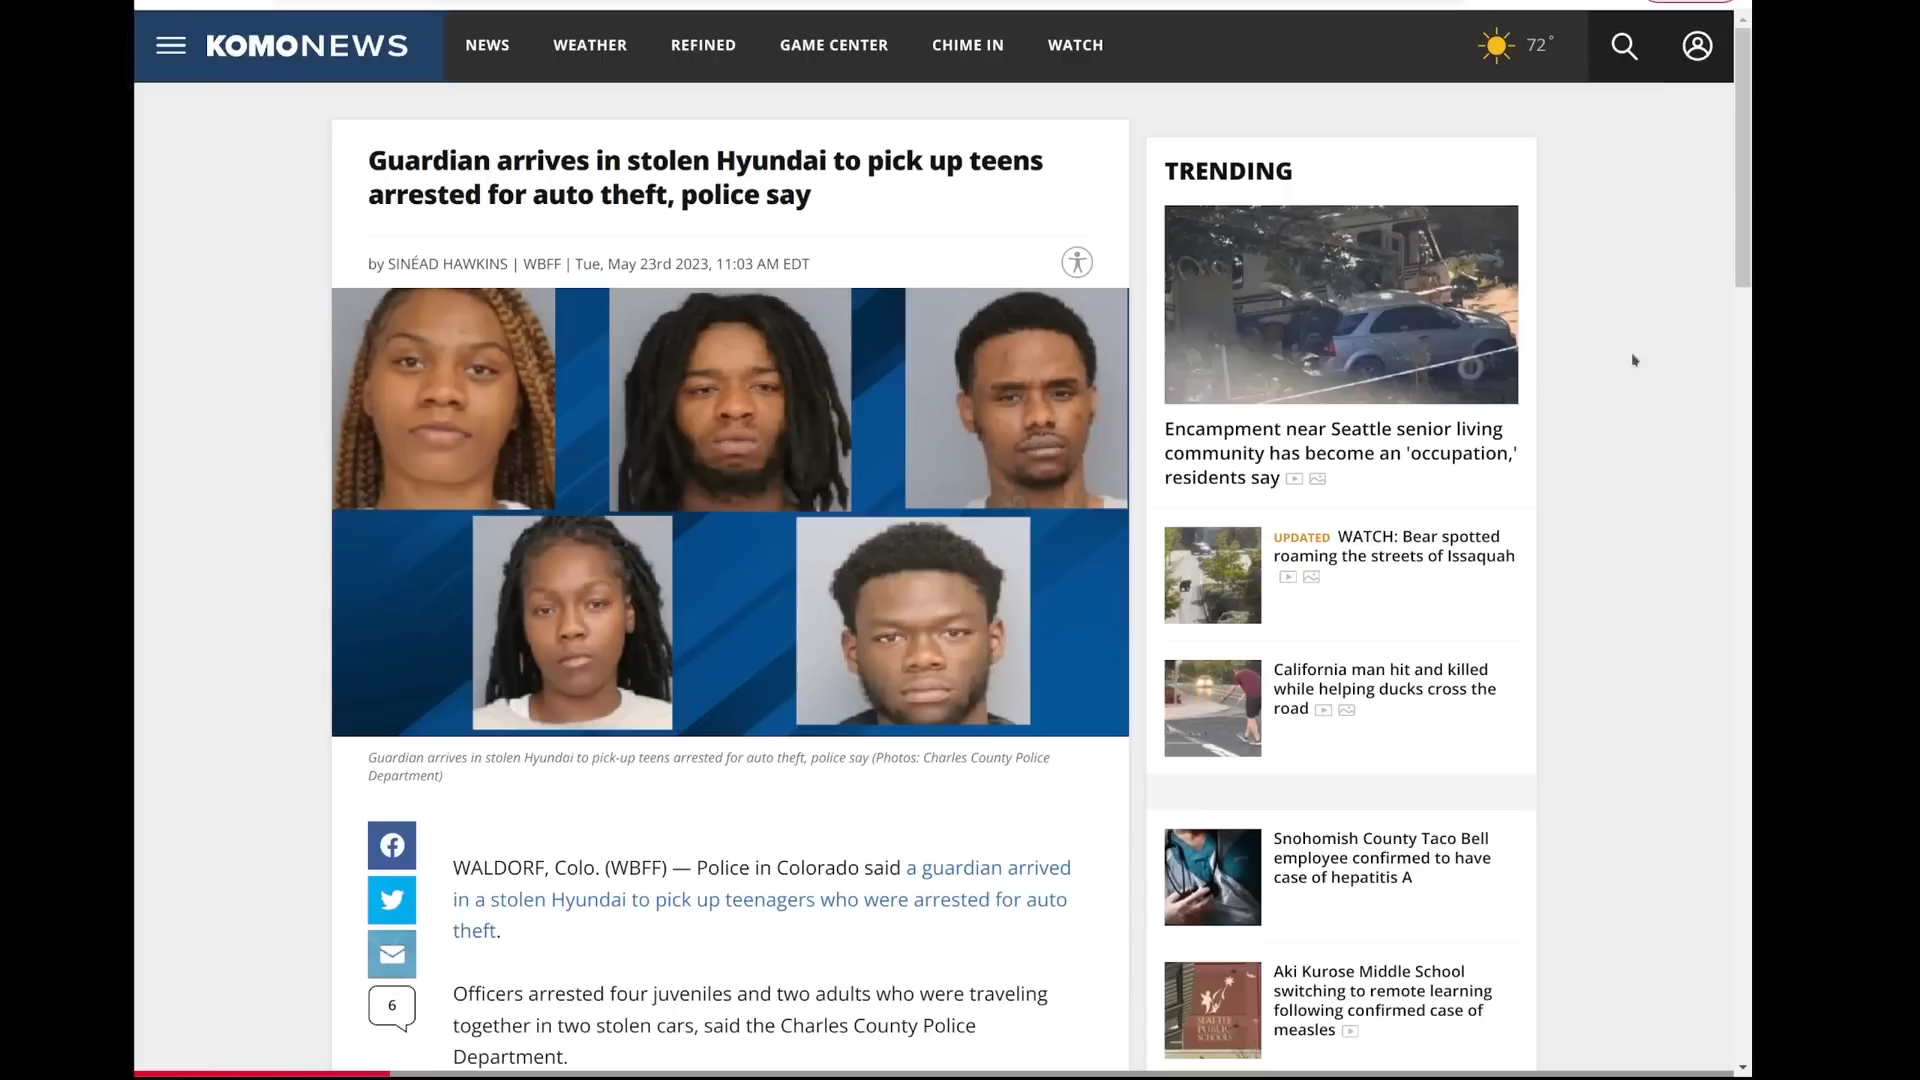 KOMO NEWS
NEWS
WEATHER
REFINED
GAME CENTER
CHIME IN
WATCH
72°
Guardian arrives in stolen Hyundai to pick up teens
arrested for auto theft, police say
by SINÉAD HAWKINS | WBFF | Tue, May 23rd 2023, 11:03 AM EDT
Guardian arrives in stolen Hyundai to pick-up teens arrested for auto theft, police say (Photos: Charles County Police
Department)
6
WALDORF, Colo. (WBFF) — Police in Colorado said a guardian arrived
in a stolen Hyundai to pick up teenagers who were arrested for auto
theft.
Officers arrested four juveniles and two adults who were traveling
together in two stolen cars, said the Charles County Police
Department.
TRENDING
Encampment near Seattle senior living
community has become an 'occupation,'
residents say
UPDATED WATCH: Bear spotted
roaming the streets of Issaquah
California man hit and killed
while helping ducks cross the
road
Snohomish County Taco Bell
employee confirmed to have
case of hepatitis A
SEATTLE
PUBLIC
SCHOOLS
Aki Kurose Middle School
switching to remote learning
following confirmed case of
measles